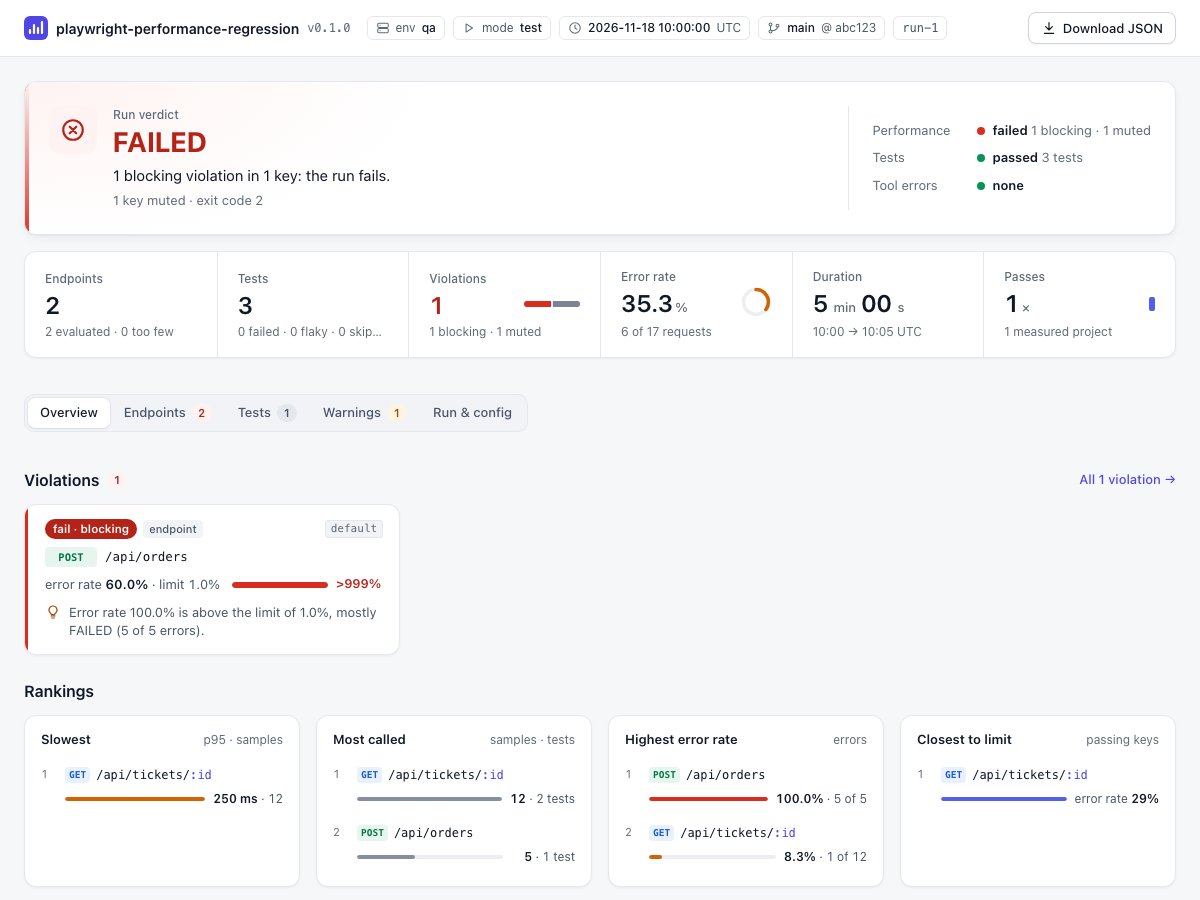 playwright-performance-regression v0.1.0 env qa mode test 2026-11-18 10:00:00 UTC main @ abc123 run-1 Download JSON
Run verdict
FAILED
1 blocking violation in 1 key: the run fails.
1 key muted · exit code 2
Performance failed 1 blocking · 1 muted
Tests passed 3 tests
Tool errors none
Endpoints
2
2 evaluated · 0 too few
Tests
3
0 failed · 0 flaky · 0 skip...
Violations
1
1 blocking · 1 muted
Error rate
35.3 %
6 of 17 requests
Duration
5 min 00 s
10:00 → 10:05 UTC
Passes
1 ×
1 measured project
Overview Endpoints 2 Tests 1 Warnings 1 Run & config
Violations 1 All 1 violation →
fail · blocking endpoint default
POST /api/orders
error rate 60.0% · limit 1.0% >999%
Error rate 100.0% is above the limit of 1.0%, mostly
FAILED (5 of 5 errors).
Rankings
Slowest p95 · samples
1 GET /api/tickets/:id
250 ms · 12
Most called samples · tests
1 GET /api/tickets/:id
12 · 2 tests
2 POST /api/orders
5 · 1 test
Highest error rate errors
1 POST /api/orders
100.0% · 5 of 5
2 GET /api/tickets/:id
8.3% · 1 of 12
Closest to limit passing keys
1 GET /api/tickets/:id
error rate 29%